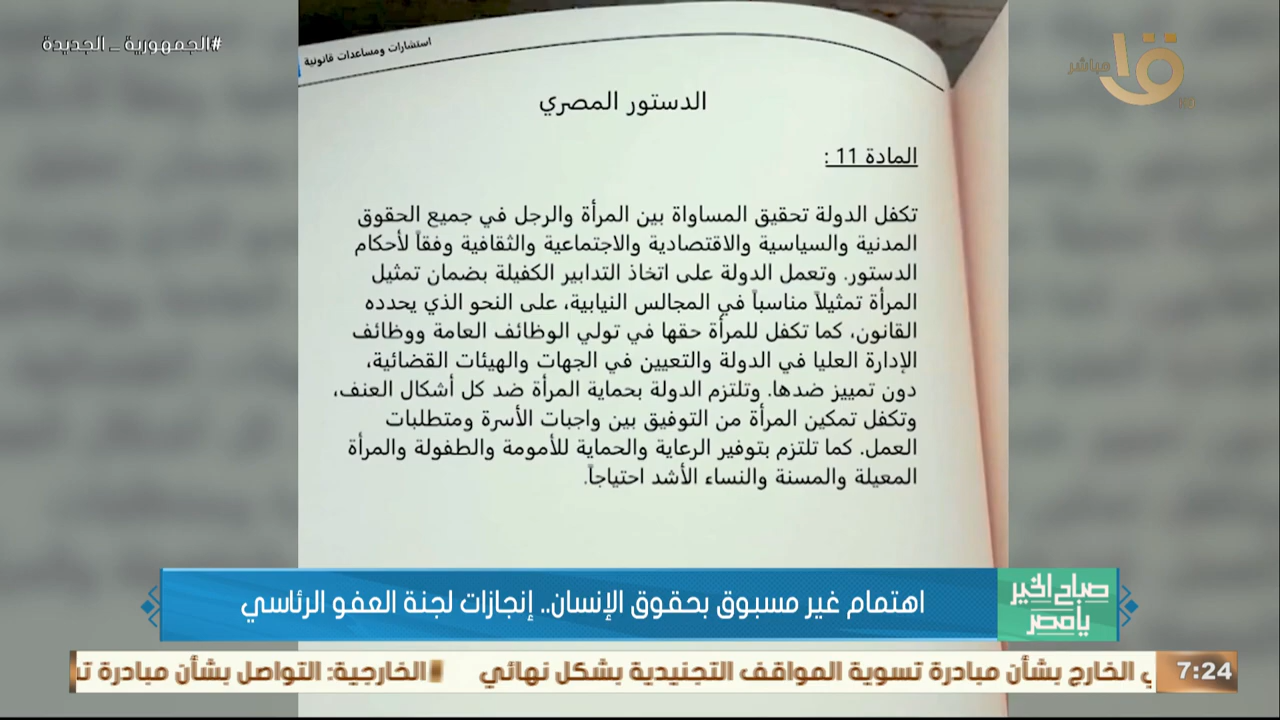 #الجمهورية_الجديدة
مباشر
استشارات ومساعدات قانونية
الدستور المصري
المادة 11 :
تكفل الدولة تحقيق المساواة بين المرأة والرجل في جميع الحقوق
المدنية والسياسية والاقتصادية والاجتماعية والثقافية وفقاً لأحكام
الدستور. وتعمل الدولة على اتخاذ التدابير الكفيلة بضمان تمثيل
المرأة تمثيلاً مناسباً في المجالس النيابية، على النحو الذي يحدده
القانون، كما تكفل للمرأة حقها في تولي الوظائف العامة ووظائف
الإدارة العليا في الدولة والتعيين في الجهات والهيئات القضائية،
دون تمييز ضدها. وتلتزم الدولة بحماية المرأة ضد كل أشكال العنف،
وتكفل تمكين المرأة من التوفيق بين واجبات الأسرة ومتطلبات
العمل. كما تلتزم بتوفير الرعاية والحماية للأمومة والطفولة والمرأة
المعيلة والمسنة والنساء الأشد احتياجاً.
صباح الخير
يا مصر
اهتمام غير مسبوق بحقوق الإنسان.. إنجازات لجنة العفو الرئاسي
7:24
الخارج بشأن مبادرة تسوية المواقف التجنيدية بشكل نهائي
الخارجية: التواصل بشأن مبادرة